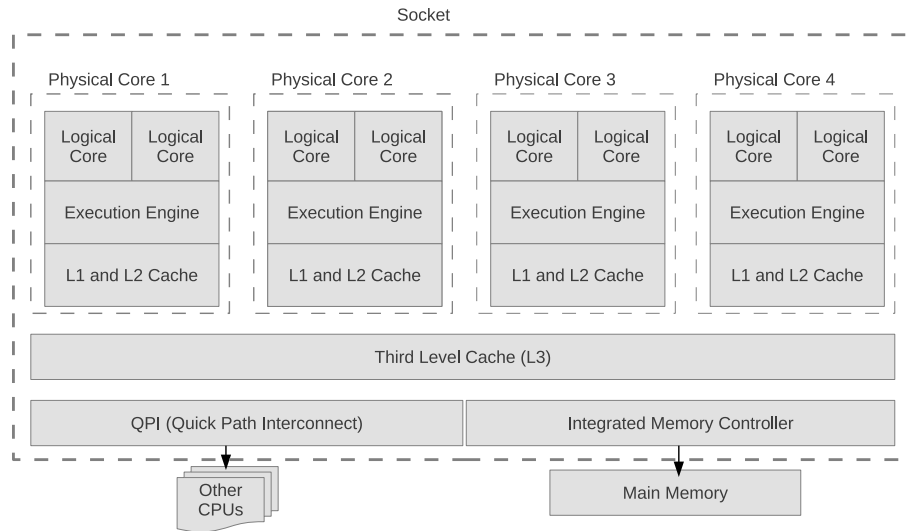 Socket
Physical Core 1
Physical Core 2
Physical Core 3
Physical Core 4
Logical Core
Logical Core
Logical Core
Logical Core
Logical Core
Logical Core
Logical Core
Logical Core
Execution Engine
Execution Engine
Execution Engine
Execution Engine
L1 and L2 Cache
L1 and L2 Cache
L1 and L2 Cache
L1 and L2 Cache
Third Level Cache (L3)
QPI (Quick Path Interconnect)
Integrated Memory Controller
Other
CPUs
Main Memory